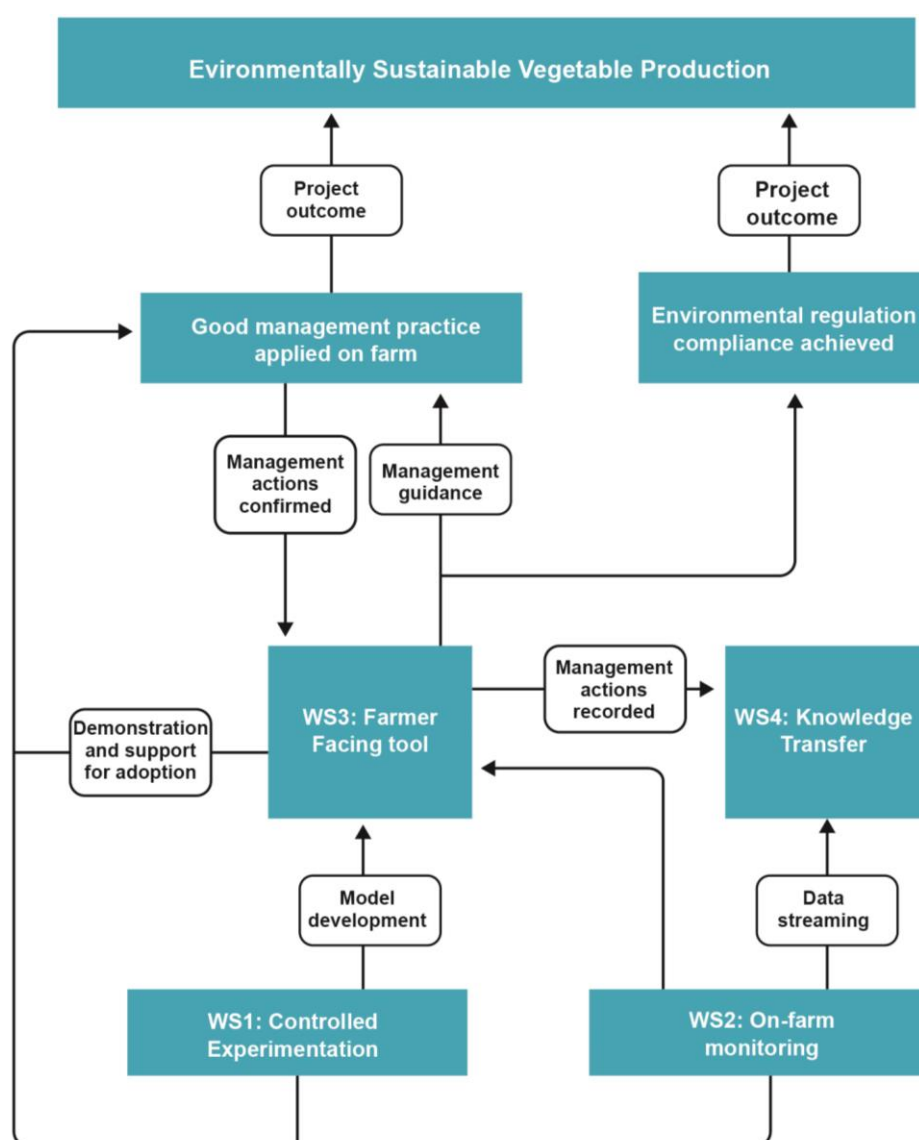 Evironmentally Sustainable Vegetable Production
Project
outcome
Project
outcome
Good management practice
applied on farm
Environmental regulation
compliance achieved
Management
actions
confirmed
Management
guidance
WS3: Farmer
Facing tool
Management
actions
recorded
WS4: Knowledge
Transfer
Demonstration
and support
for adoption
Model
development
Data
streaming
WS1: Controlled
Experimentation
WS2: On-farm
monitoring